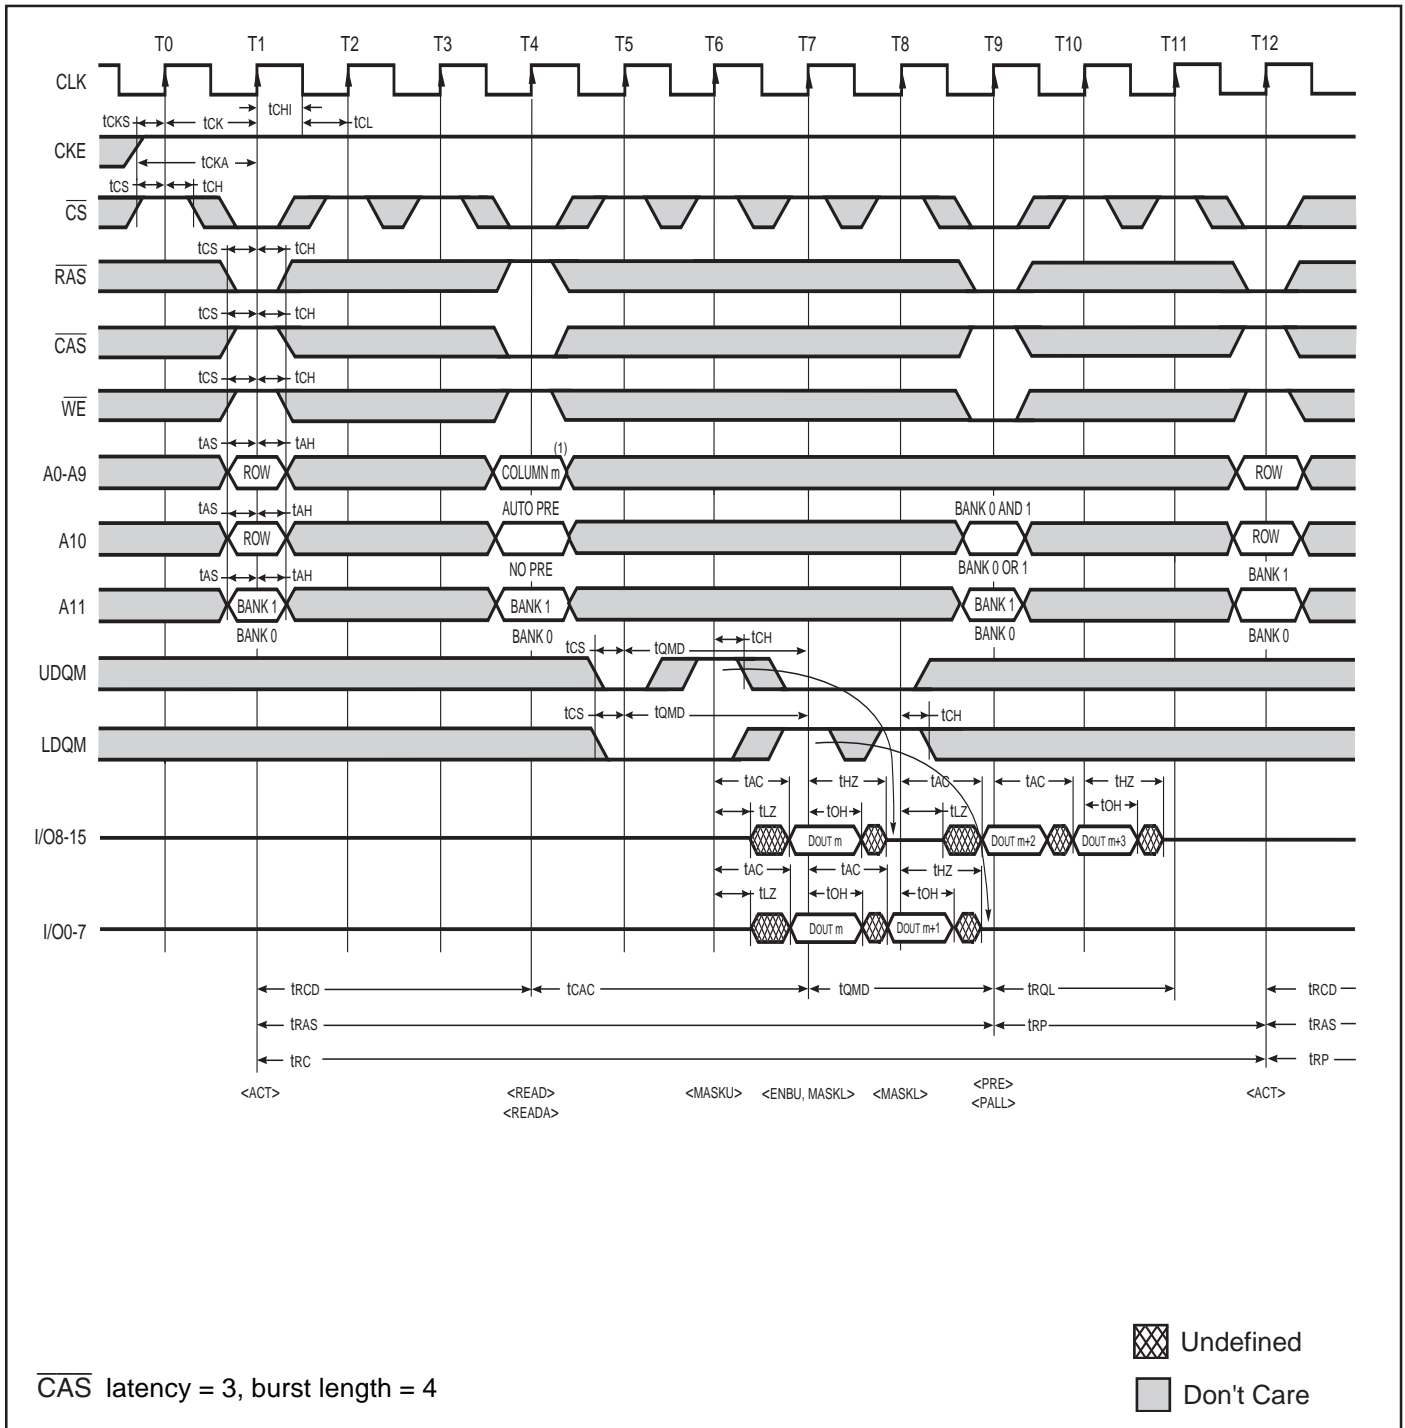 T0 T1 T2 T3 T4 T5 T6 T7 T8 T9 T10 T11 T12
CLK
tCHI
tCKS tCK tCL
CKE
tCKA
tCS tCH
CS
tCS tCH
RAS
tCS tCH
CAS
tCS tCH
WE
tAS tAH (1)
A0-A9 ROW COLUMN m ROW
tAS tAH AUTO PRE BANK 0 AND 1
A10 ROW ROW
tAS tAH NO PRE BANK 0 OR 1 BANK 1
A11 BANK 1 BANK 1 BANK 1
BANK 0 BANK 0 BANK 0 BANK 0
tCS tQMD tCH
UDQM
tCS tQMD tCH
LDQM
tAC tHZ tAC tAC tHZ
tLZ tOH tLZ tOH
I/O8-15 DOUT m DOUT m+2 DOUT m+3
tAC tAC tHZ
tLZ tOH tOH
I/O0-7 DOUT m DOUT m+1
tRCD tCAC tQMD tRQL tRCD
tRAS tRP tRAS
tRC tRP
<ACT> <READ> <MASKU> <ENBU, MASKL> <MASKL> <PRE> <ACT>
<READA> <PALL>
Undefined
CAS latency = 3, burst length = 4
Don't Care